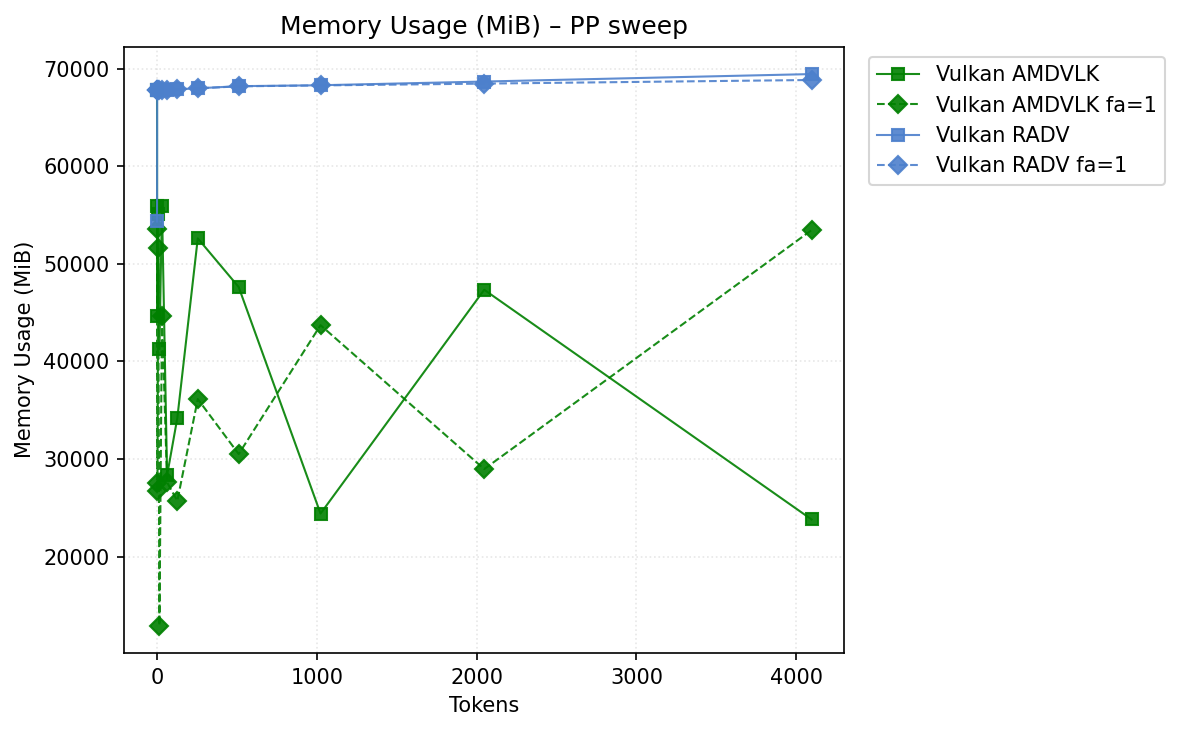 Memory Usage (MiB) – PP sweep
Vulkan AMDVLK
Vulkan AMDVLK fa=1
Vulkan RADV
Vulkan RADV fa=1
Memory Usage (MiB)
70000
60000
50000
40000
30000
20000
0 1000 2000 3000 4000
Tokens